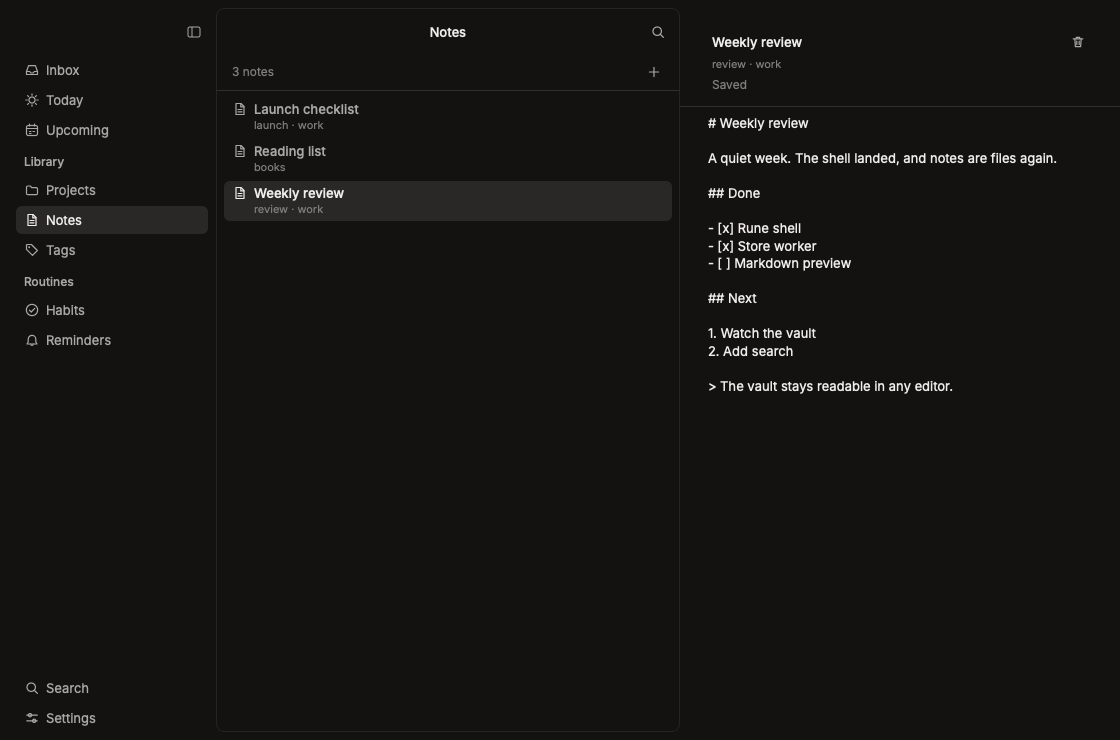 Inbox
Today
Upcoming
Library
Projects
Notes
Tags
Routines
Habits
Reminders
Search
Settings
Notes
3 notes
Launch checklist
launch · work
Reading list
books
Weekly review
review · work
Weekly review
review · work
Saved
# Weekly review
A quiet week. The shell landed, and notes are files again.
## Done
- [x] Rune shell
- [x] Store worker
- [ ] Markdown preview
## Next
1. Watch the vault
2. Add search
> The vault stays readable in any editor.